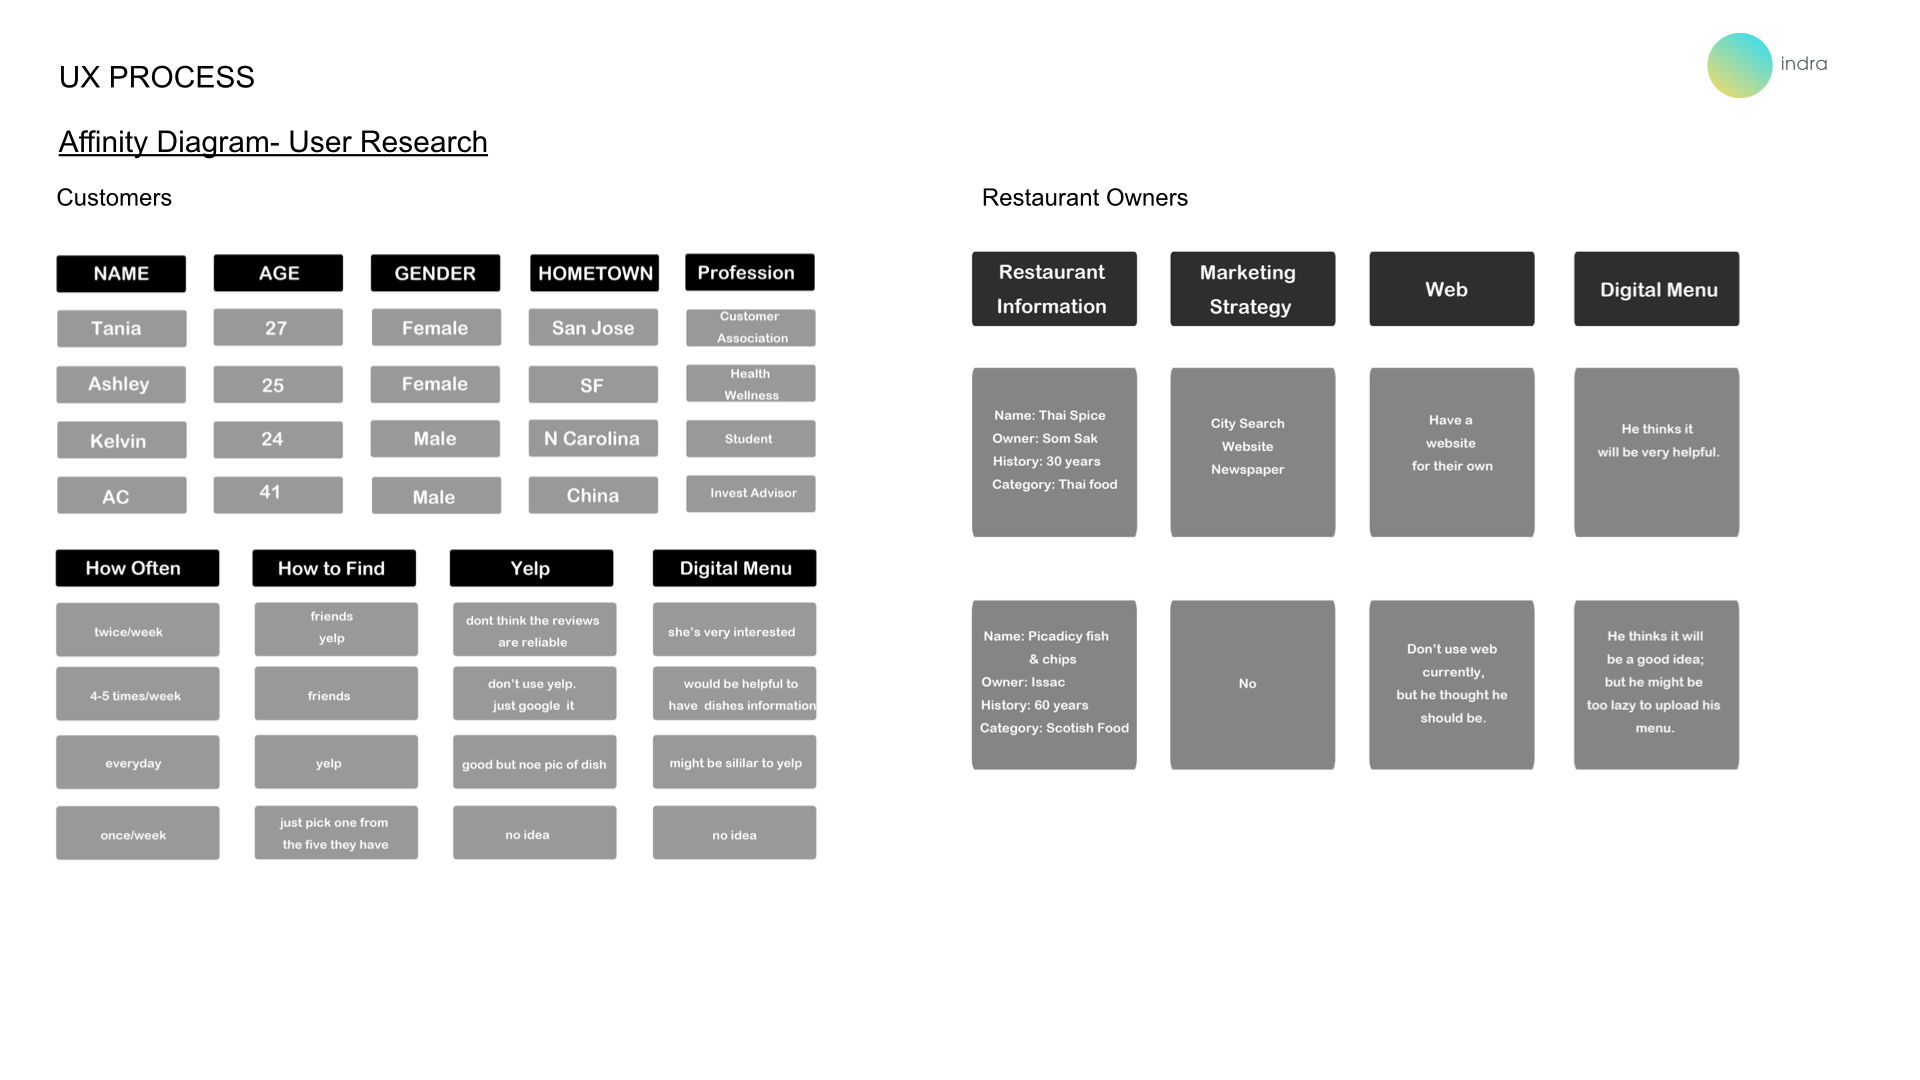 UX PROCESS
indra
Affinity Diagram- User Research
Customers
NAME AGE GENDER HOMETOWN Profession
Tania 27 Female San Jose Customer
Association
Ashley 25 Female SF Health
Wellness
Kelvin 24 Male N Carolina Student
AC 41 Male China Invest Advisor
How Often How to Find Yelp Digital Menu
twice/week
friends
yelp
dont think the reviews
are reliable
she's very interested
4-5 times/week
friends
don't use yelp.
just google it
would be helpful to
have dishes information
everyday
yelp
good but noe pic of dish
might be sililar to yelp
once/week
just pick one from
the five they have
no idea
no idea
Restaurant Owners
Restaurant
Information
Marketing
Strategy
Web
Digital Menu
Name: Thai Spice
Owner: Som Sak
History: 30 years
Category: Thai food
City Search
Website
Newspaper
Have a
website
for their own
He thinks it
will be very helpful.
Name: Picadicy fish
& chips
Owner: Issac
History: 60 years
Category: Scotish Food
No
Don't use web
currently,
but he thought he
should be.
He thinks it will
be a good idea;
but he might be
too lazy to upload his
menu.